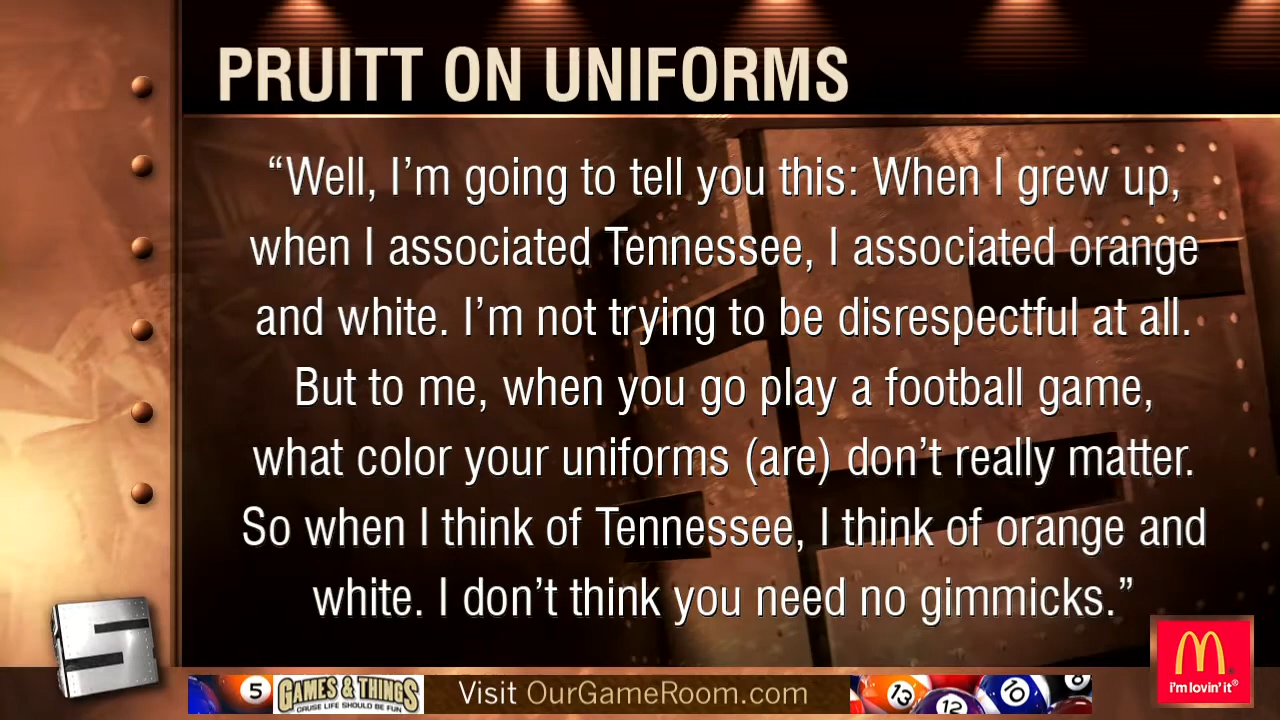 PRUITT ON UNIFORMS
“Well, I’m going to tell you this: When I grew up,
when I associated Tennessee, I associated orange
and white. I’m not trying to be disrespectful at all.
But to me, when you go play a football game,
what color your uniforms (are) don’t really matter.
So when I think of Tennessee, I think of orange and
white. I don’t think you need no gimmicks.”
5
GAMES & THINGS
CAUSE LIFE SHOULD BE FUN
Visit OurGameRoom.com
13
12
10
8
M
i'm lovin' it®